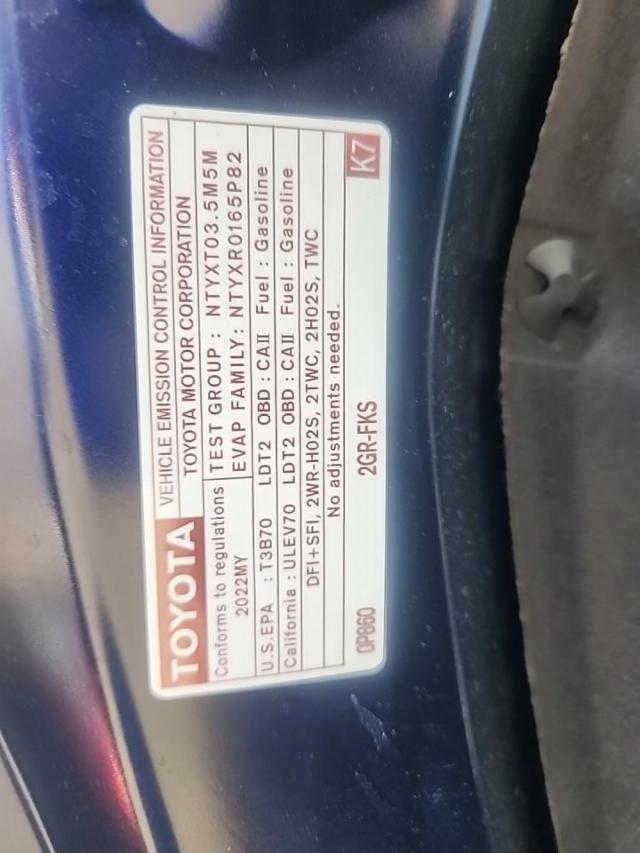 TOYOTA
VEHICLE EMISSION CONTROL INFORMATION
TOYOTA MOTOR CORPORATION
Conforms to regulations
2022MY
TEST GROUP : NTYXT03.5M5M
EVAP FAMILY: NTYXR0165P82
U.S.EPA : T3B70 LDT2 OBD : CAⅡ Fuel : Gasoline
California : ULEV70 LDT2 OBD : CAⅡ Fuel : Gasoline
DFI+SFI, 2WR-HO2S, 2TWC, 2HO2S, TWC
No adjustments needed.
0P860 2GR-FKS K7